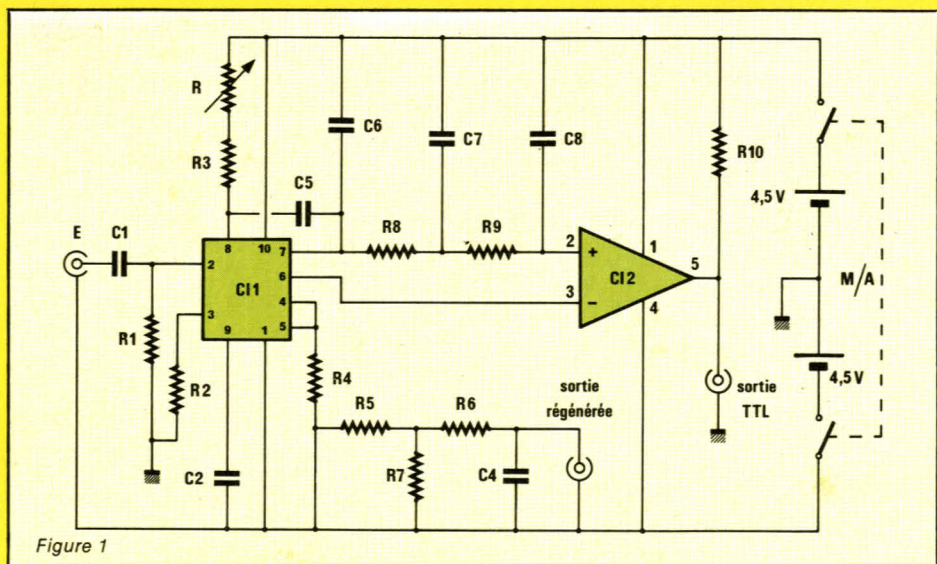 R
R3
C6
C7
C8
R10
C5
4,5 V
E
C1
8
10
7
R8
R9
2
+
1
2
6
CI1
4
3
5
CI2
5
3
−
4
M/A
9
1
R1
R2
R4
sortie
régénérée
4,5 V
sortie
TTL
R5
R6
C2
R7
C4
Figure 1